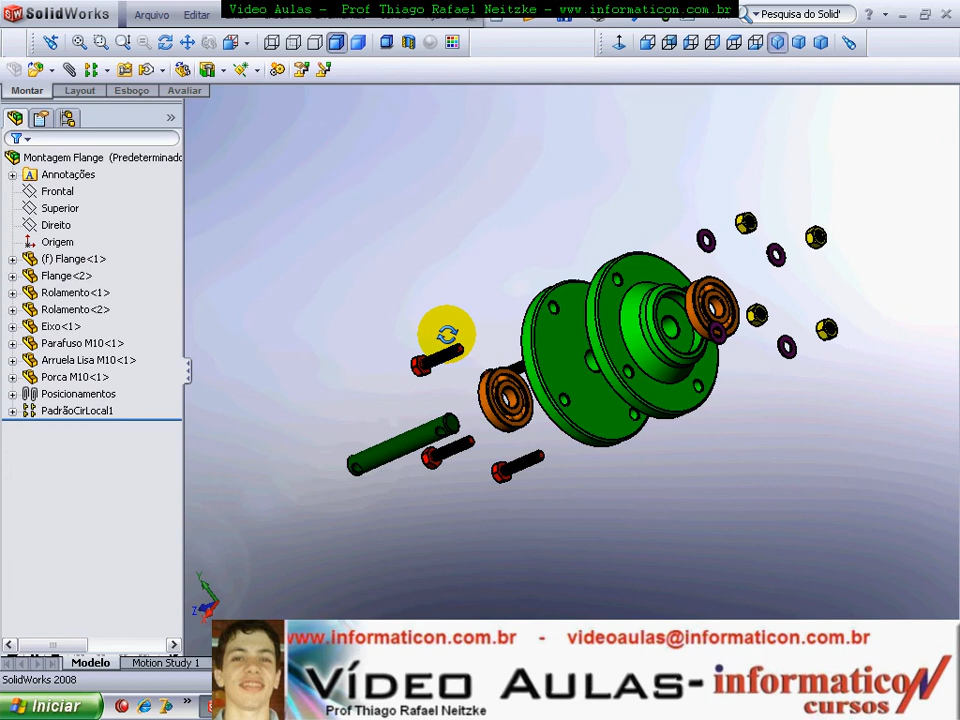 SolidWorks
Arquivo
Editar
Video Aulas - Prof Thiago Rafael Neitzke - www.informaticon.com.br
Pesquisa do Solid'
Montar
Layout
Esboço
Avaliar
Montagem Flange (Predeterminado
Annotações
Frontal
Superior
Direito
Origem
(f) Flange<1>
Flange<2>
Rolamento<1>
Rolamento<2>
Eixo<1>
Parafuso M10<1>
Arruela Lisa M10<1>
Porca M10<1>
Posicionamentos
PadrãoCirLocal1
Y
Z
Modelo
Motion Study 1
SolidWorks 2008
Iniciar
www.informaticon.com.br - videoaulas@informaticon.com.br
Vídeo Aulas- informaticon
cursos
Prof Thiago Rafael Neitzke